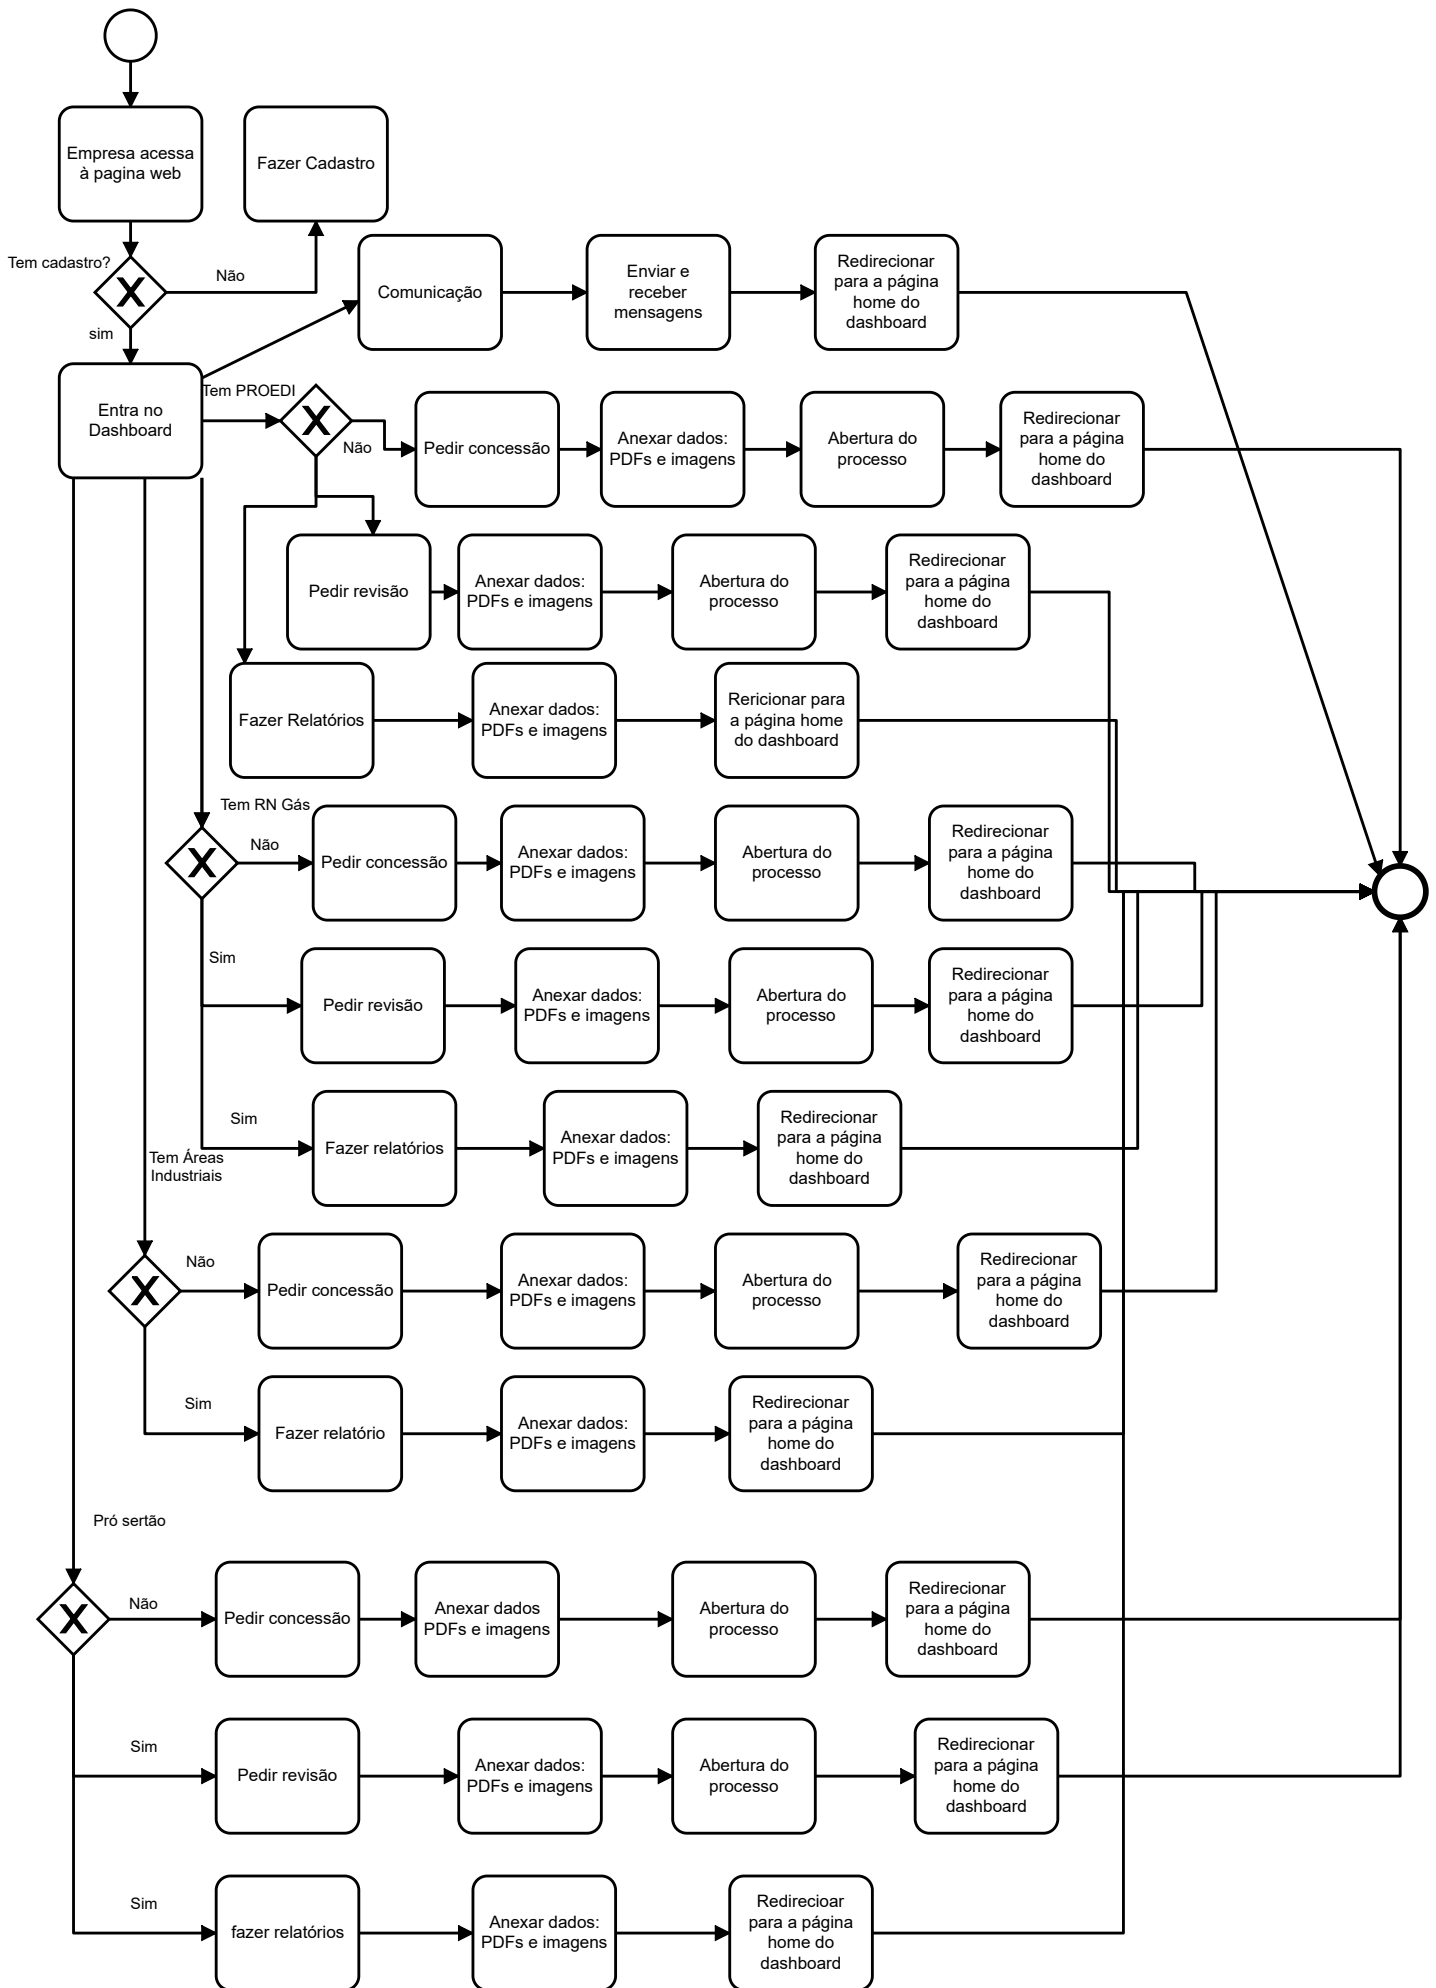 Empresa acessa
à pagina web
Fazer Cadastro
Tem cadastro?
Não
sim
Comunicação
Enviar e
receber
mensagens
Redirecionar
para a página
home do
dashboard
Entra no
Dashboard
Tem PROEDI
Não
Pedir concessão
Anexar dados:
PDFs e imagens
Abertura do
processo
Redirecionar
para a página
home do
dashboard
Pedir revisão
Anexar dados:
PDFs e imagens
Abertura do
processo
Redirecionar
para a página
home do
dashboard
Fazer Relatórios
Anexar dados:
PDFs e imagens
Rericionar para
a página home
do dashboard
Tem RN Gás
Não
Pedir concessão
Anexar dados:
PDFs e imagens
Abertura do
processo
Redirecionar
para a página
home do
dashboard
Sim
Pedir revisão
Anexar dados:
PDFs e imagens
Abertura do
processo
Redirecionar
para a página
home do
dashboard
Sim
Fazer relatórios
Anexar dados:
PDFs e imagens
Redirecionar
para a página
home do
dashboard
Tem Áreas
Industriais
Não
Pedir concessão
Anexar dados:
PDFs e imagens
Abertura do
processo
Redirecionar
para a página
home do
dashboard
Sim
Fazer relatório
Anexar dados:
PDFs e imagens
Redirecionar
para a página
home do
dashboard
Pró sertão
Não
Pedir concessão
Anexar dados
PDFs e imagens
Abertura do
processo
Redirecionar
para a página
home do
dashboard
Sim
Pedir revisão
Anexar dados:
PDFs e imagens
Abertura do
processo
Redirecionar
para a página
home do
dashboard
Sim
fazer relatórios
Anexar dados:
PDFs e imagens
Redirecioar
para a página
home do
dashboard